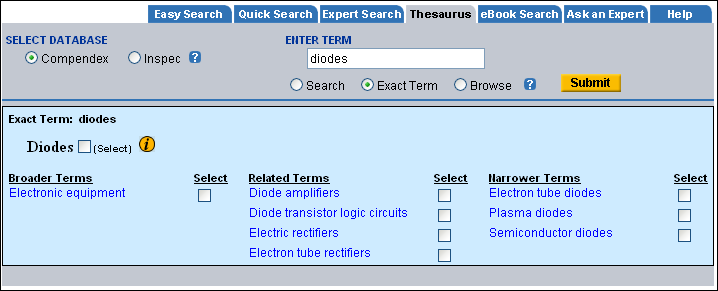 Easy Search Quick Search Expert Search Thesaurus eBook Search Ask an Expert Help
SELECT DATABASE ENTER TERM
Compendex Inspec ? diodes
Search Exact Term Browse ? Submit
Exact Term: diodes
Diodes (Select) i
Broader Terms Select Related Terms Select Narrower Terms Select
Electronic equipment Diode amplifiers Electron tube diodes
Diode transistor logic circuits Plasma diodes
Electric rectifiers Semiconductor diodes
Electron tube rectifiers